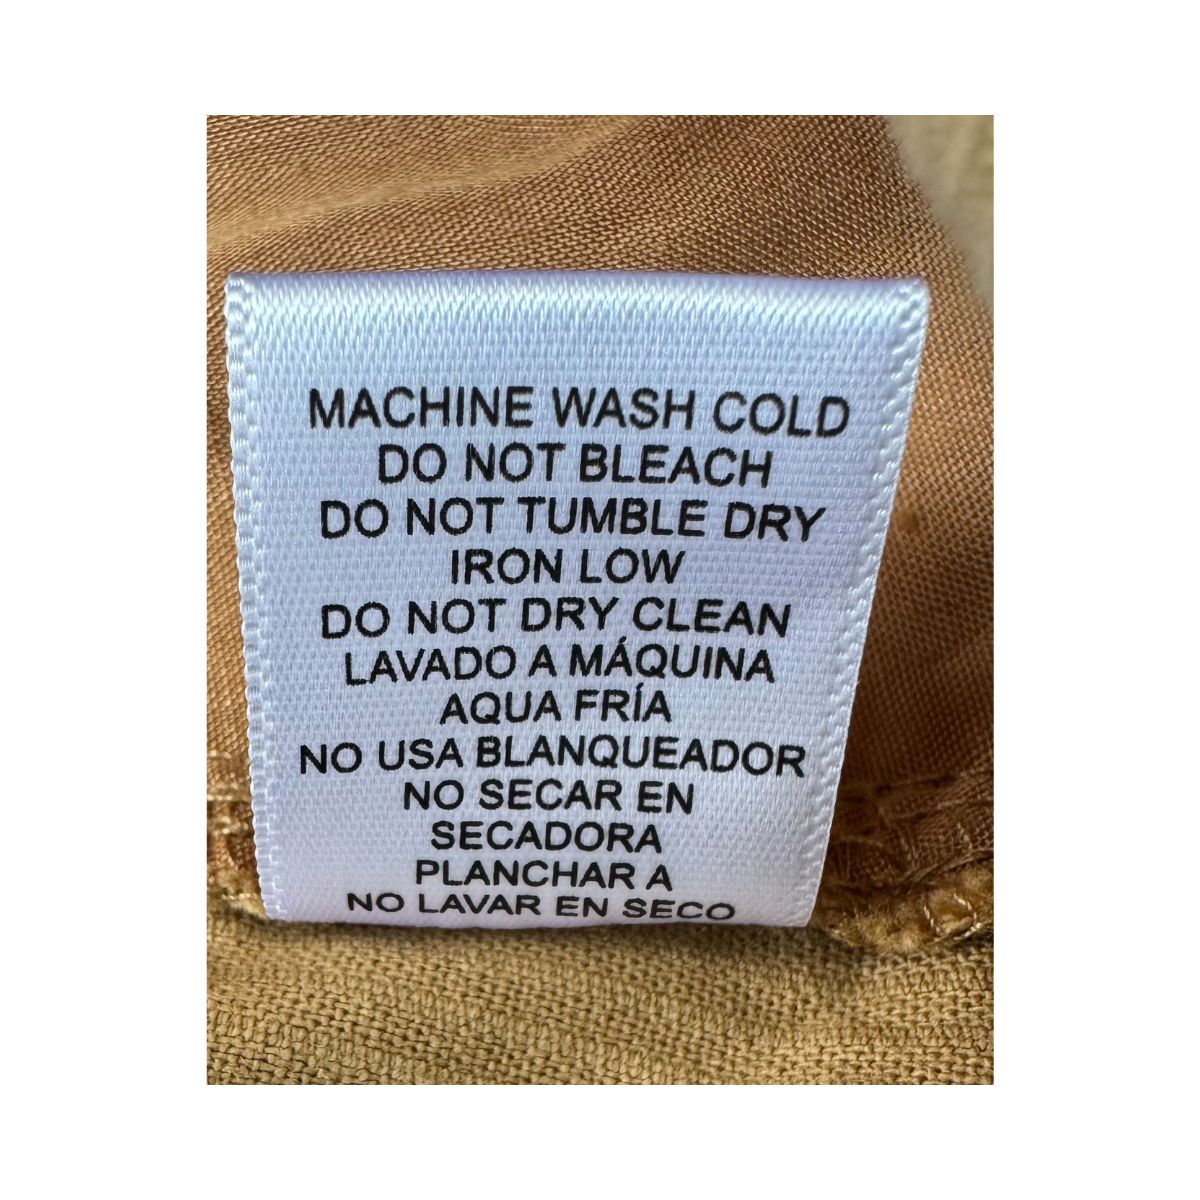 MACHINE WASH COLD
DO NOT BLEACH
DO NOT TUMBLE DRY
IRON LOW
DO NOT DRY CLEAN
LAVADO A MÁQUINA
AQUA FRÍA
NO USA BLANQUEADOR
NO SECAR EN
SECADORA
PLANCHAR A
NO LAVAR EN SECO